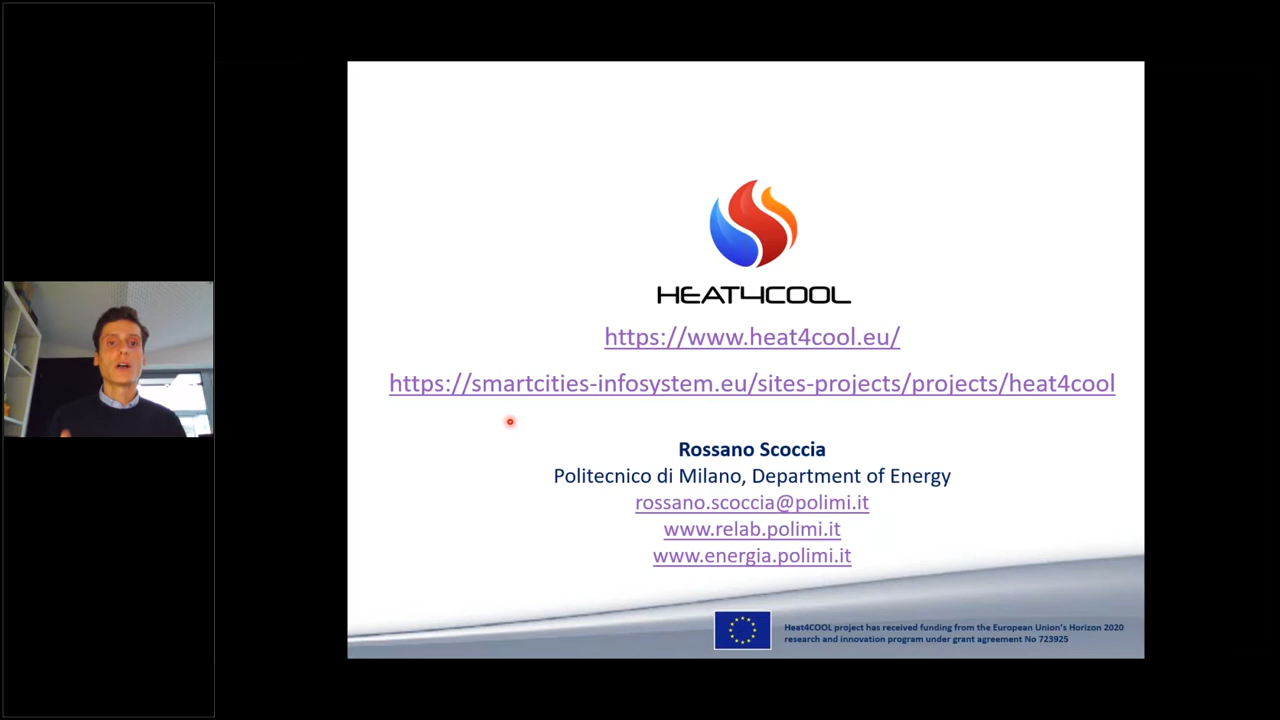 HEAT4COOL
https://www.heat4cool.eu/
https://smartcities-infosystem.eu/sites-projects/projects/heat4cool
Rossano Scoccia
Politecnico di Milano, Department of Energy
rossano.scoccia@polimi.it
www.relab.polimi.it
www.energia.polimi.it
Heat4COOL project has received funding from the European Union's Horizon 2020
research and innovation program under grant agreement No 723925